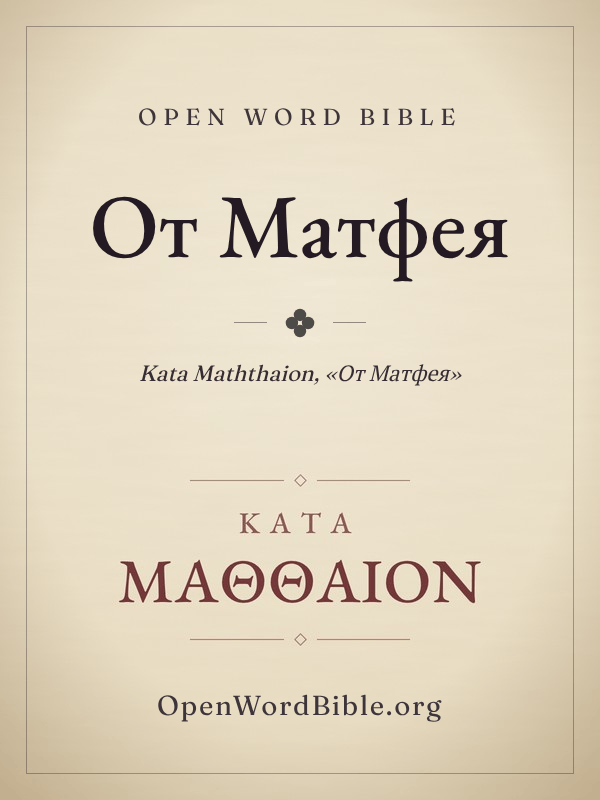 OPEN WORD BIBLE
От Матфея
Kata Maththaion, «От Матфея»
ΚΑΤΑ
ΜΑΘΘΑΙΟΝ
OpenWordBible.org